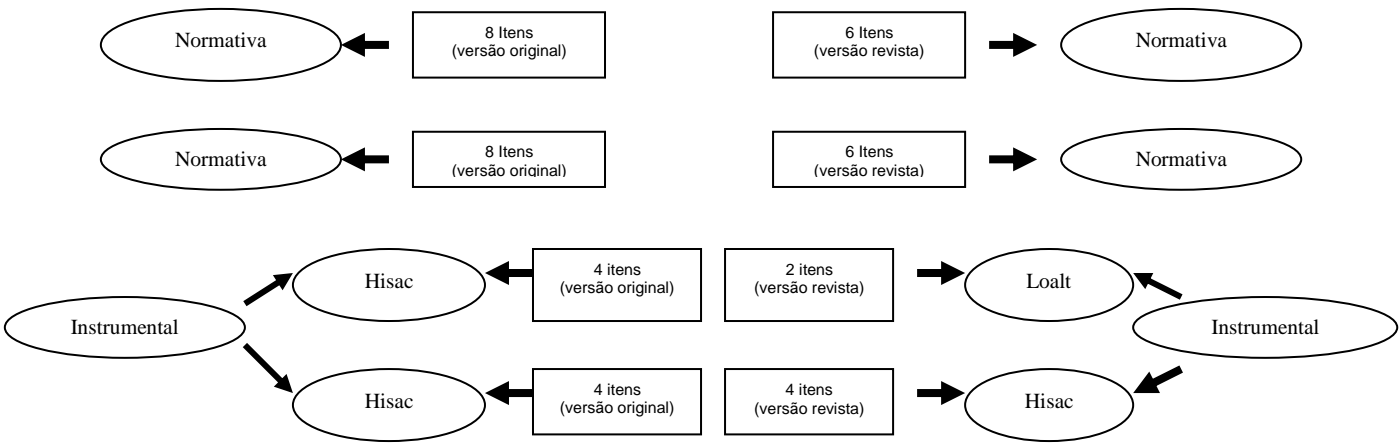 Normativa
8 Itens
(versão original)
6 Itens
(versão revista)
Normativa
Normativa
8 Itens
(versão original)
6 Itens
(versão revista)
Normativa
Hisac
4 itens
(versão original)
2 itens
(versão revista)
Loalt
Instrumental
Instrumental
Hisac
4 itens
(versão original)
4 itens
(versão revista)
Hisac